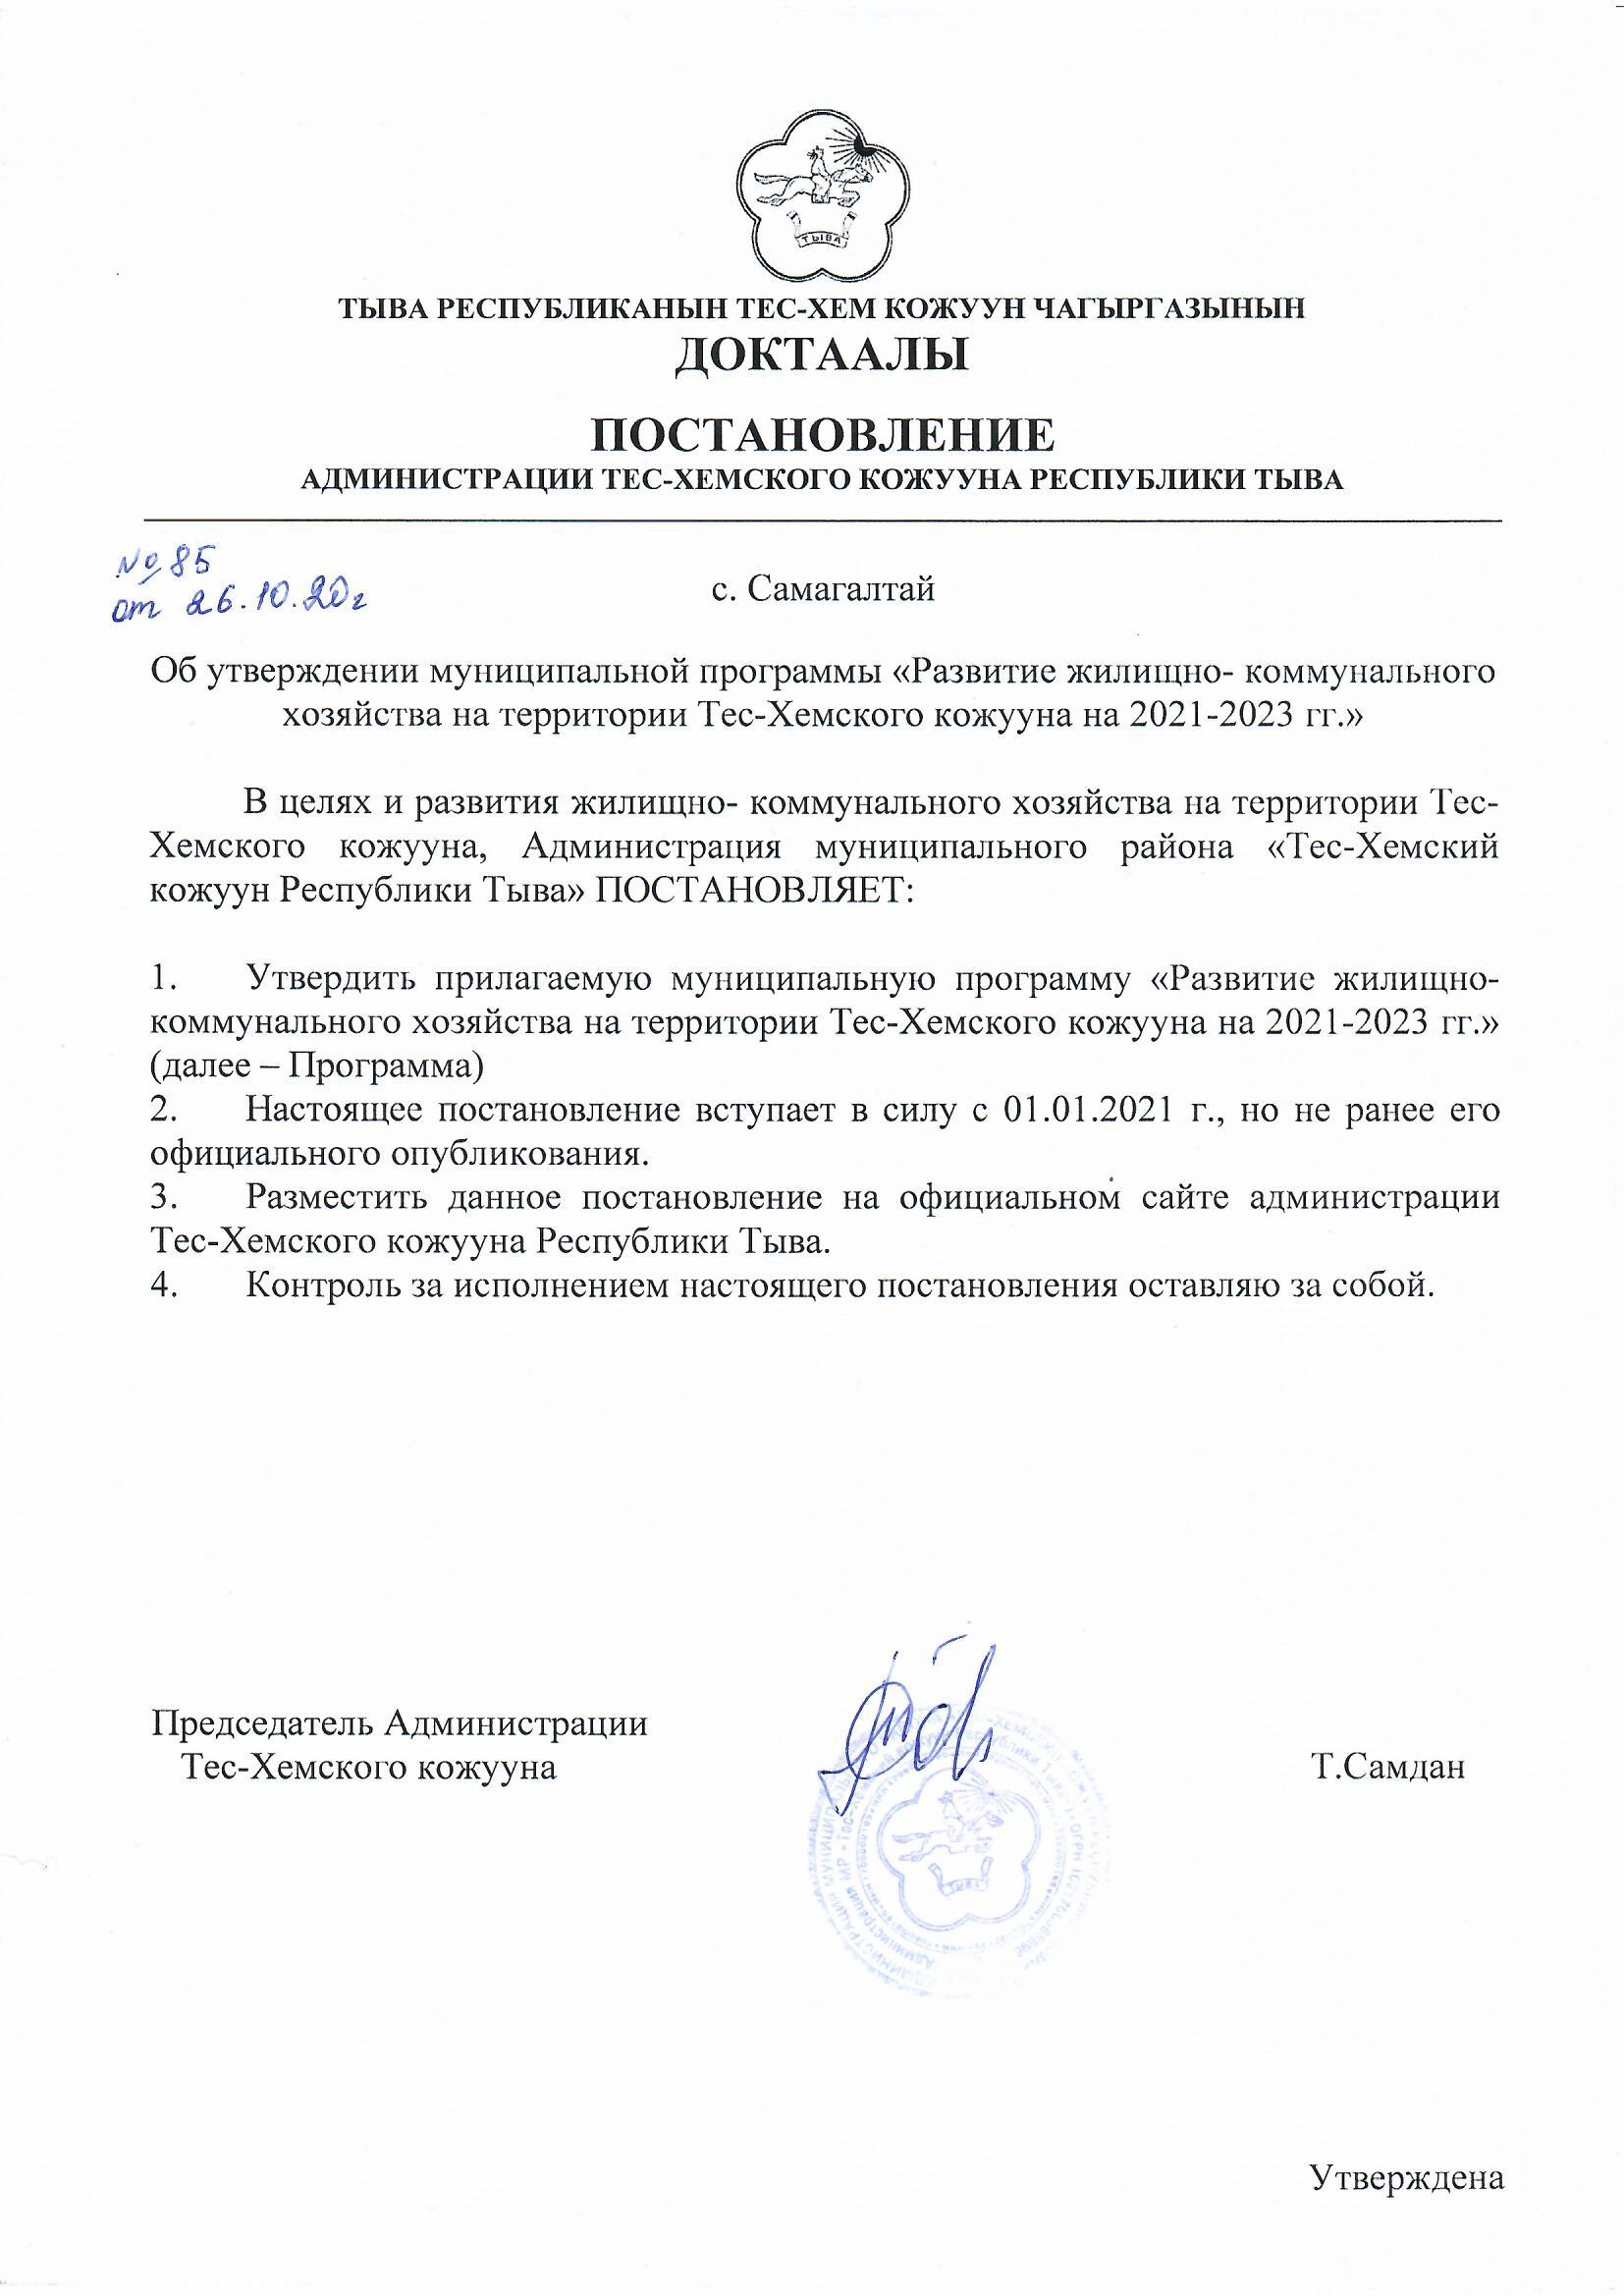 ТЫВА
ТЫВА РЕСПУБЛИКАНЫН ТЕС-ХЕМ КОЖУУН ЧАГЫРГАЗЫНЫН
ДОКТААЛЫ
ПОСТАНОВЛЕНИЕ
АДМИНИСТРАЦИИ ТЕС-ХЕМСКОГО КОЖУУНА РЕСПУБЛИКИ ТЫВА
№ 85
от 26.10.20г
с. Самагалтай
Об утверждении муниципальной программы «Развитие жилищно- коммунального
хозяйства на территории Тес-Хемского кожууна на 2021-2023 гг.»
В целях и развития жилищно- коммунального хозяйства на территории Тес-
Хемского кожууна, Администрация муниципального района «Тес-Хемский
кожуун Республики Тыва» ПОСТАНОВЛЯЕТ:
1. Утвердить прилагаемую муниципальную программу «Развитие жилищно-
коммунального хозяйства на территории Тес-Хемского кожууна на 2021-2023 гг.»
(далее – Программа)
2. Настоящее постановление вступает в силу с 01.01.2021 г., но не ранее его
официального опубликования.
3. Разместить данное постановление на официальном сайте администрации
Тес-Хемского кожууна Республики Тыва.
4. Контроль за исполнением настоящего постановления оставляю за собой.
Председатель Администрации
Тес-Хемского кожууна Т.Самдан
Утверждена